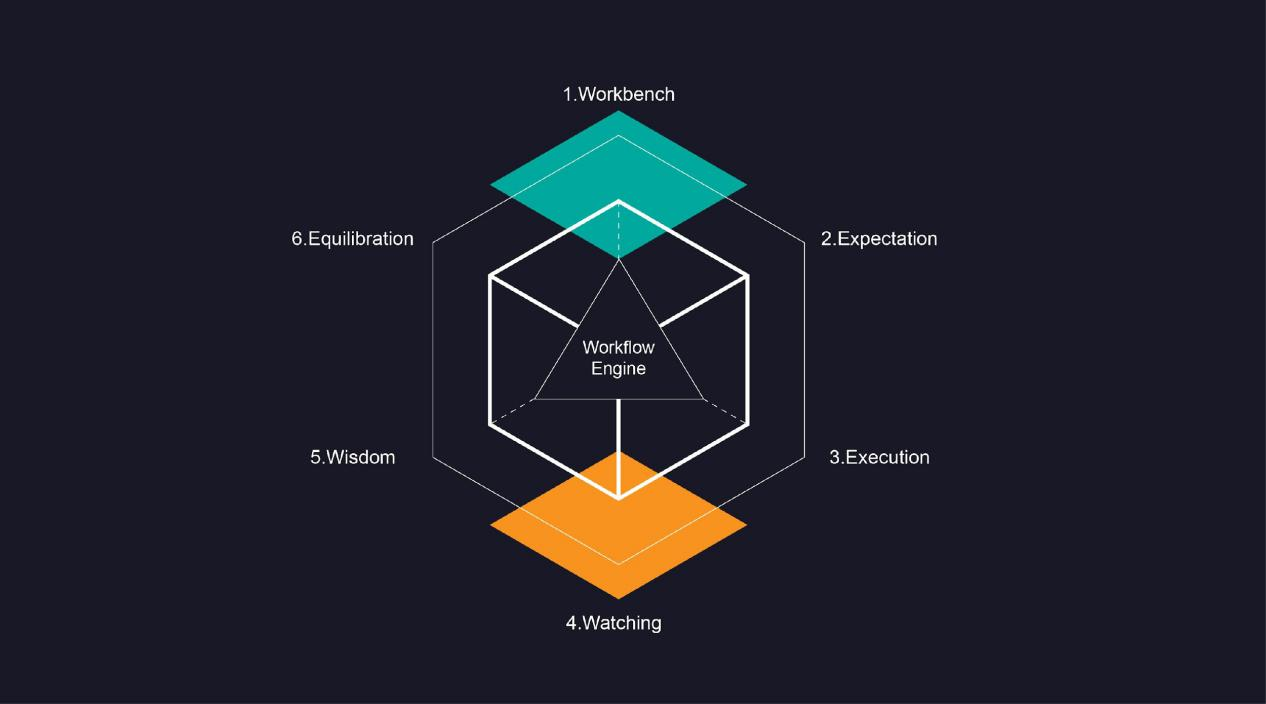 1.Workbench
6.Equilibration
2.Expectation
Workflow
Engine
5.Wisdom
3.Execution
4.Watching